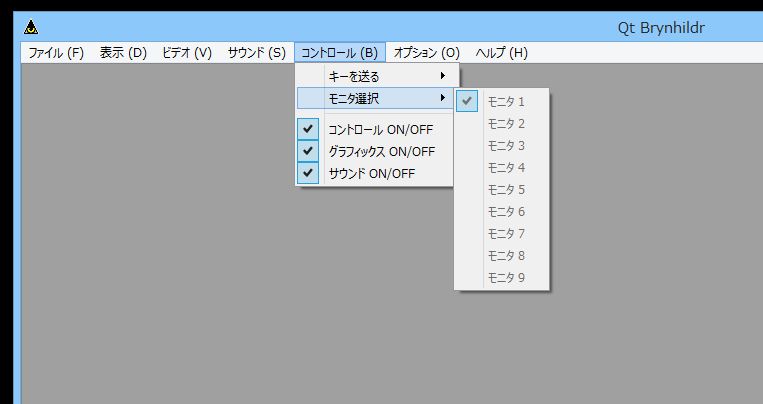 Qt Brynhildr
ファイル (F) 表示 (D) ビデオ (V) サウンド (S) コントロール (B) オプション (O) ヘルプ (H)
キーを送る
モニタ選択
コントロール ON/OFF
グラフィックス ON/OFF
サウンド ON/OFF
モニタ 1
モニタ 2
モニタ 3
モニタ 4
モニタ 5
モニタ 6
モニタ 7
モニタ 8
モニタ 9